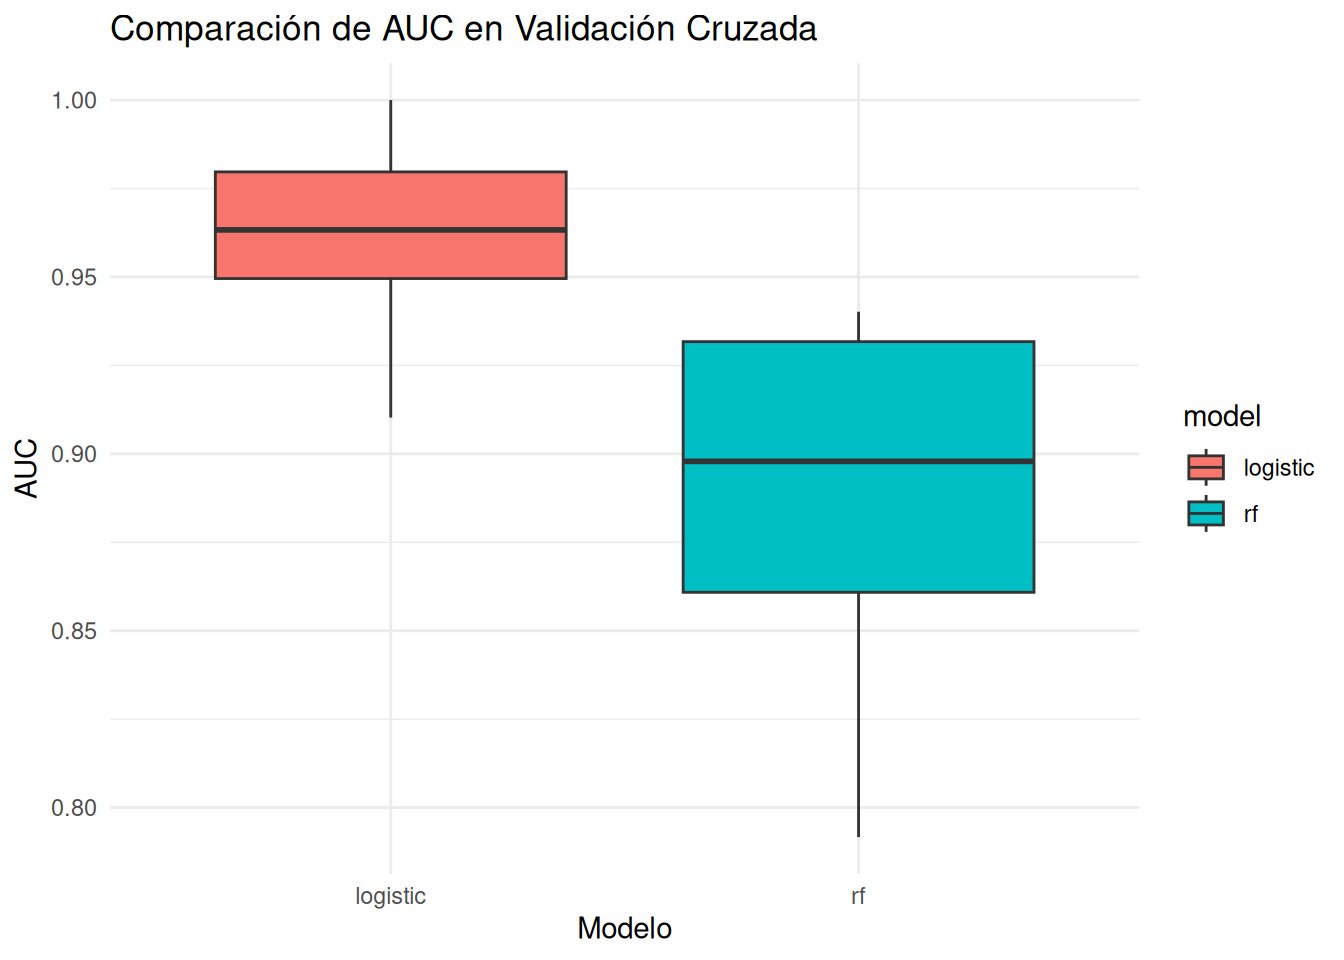 Comparación de AUC en Validación Cruzada
1.00
0.95
0.90
0.85
0.80
AUC
logistic
rf
Modelo
model
logistic
rf